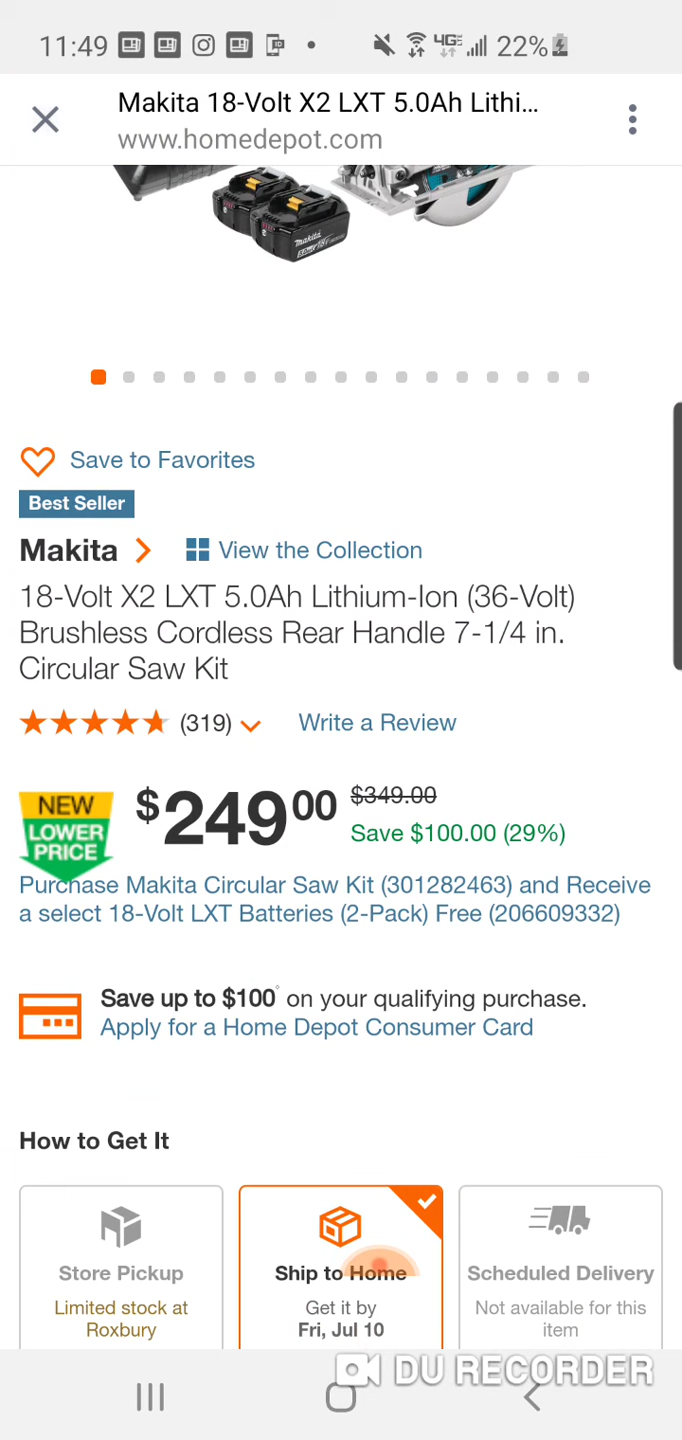 11:49
4GE 22%
Makita 18-Volt X2 LXT 5.0Ah Lithi...
www.homedepot.com
makita
Save to Favorites
Best Seller
Makita View the Collection
18-Volt X2 LXT 5.0Ah Lithium-Ion (36-Volt)
Brushless Cordless Rear Handle 7-1/4 in.
Circular Saw Kit
(319) Write a Review
NEW
LOWER
PRICE
$249 00
$349.00
Save $100.00 (29%)
Purchase Makita Circular Saw Kit (301282463) and Receive
a select 18-Volt LXT Batteries (2-Pack) Free (206609332)
Save up to $100° on your qualifying purchase.
Apply for a Home Depot Consumer Card
How to Get It
Store Pickup
Limited stock at
Roxbury
Ship to Home
Get it by
Fri, Jul 10
Scheduled Delivery
Not available for this
item
DU RECORDER